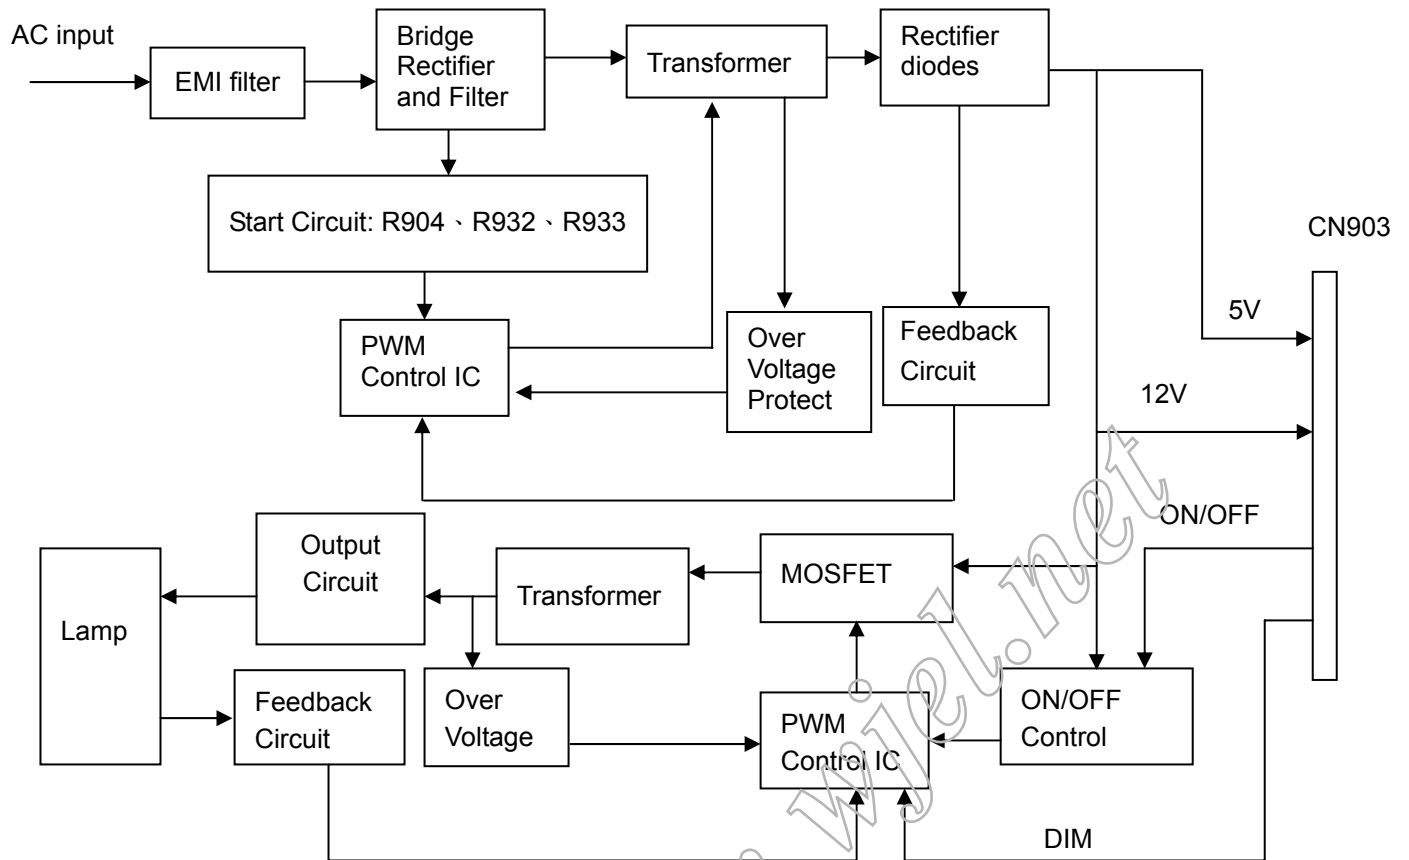 AC input
EMI filter
Bridge
Rectifier
and Filter
Transformer
Rectifier
diodes
Start Circuit: R904、R932、R933
CN903
PWM
Control IC
Over
Voltage
Protect
Feedback
Circuit
5V
12V
ON/OFF
Lamp
Output
Circuit
Transformer
MOSFET
Feedback
Circuit
Over
Voltage
PWM
Control IC
ON/OFF
Control
DIM
wjel.net